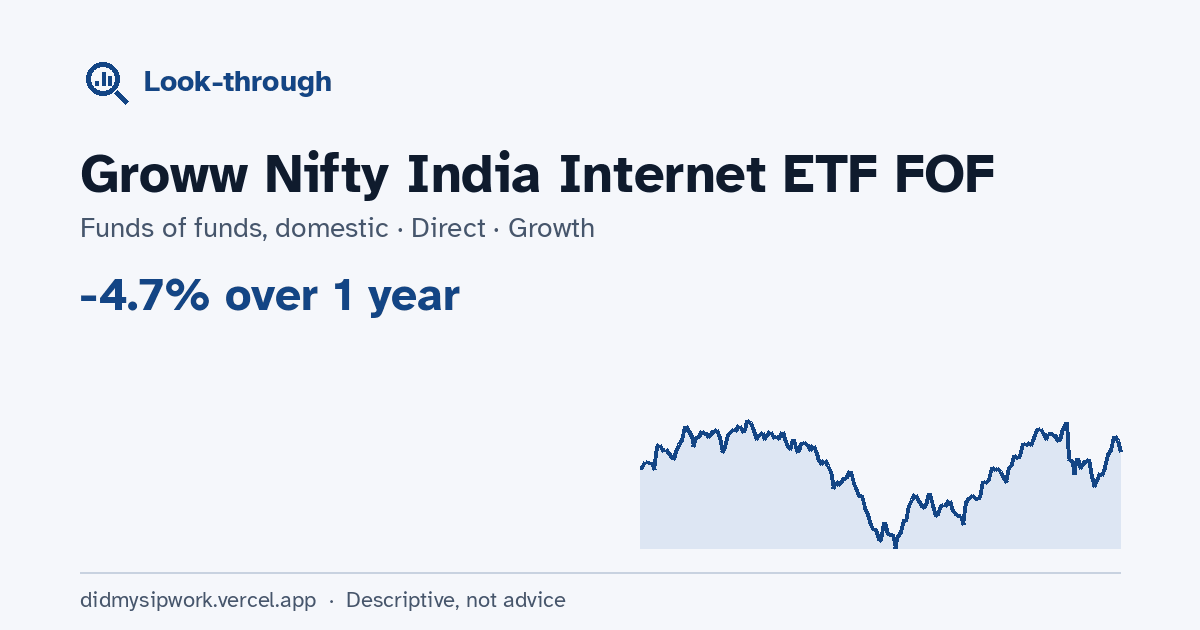 Look-through
Groww Nifty India Internet ETF FOF
Funds of funds, domestic · Direct · Growth
-4.7% over 1 year
didmysipwork.vercel.app · Descriptive, not advice